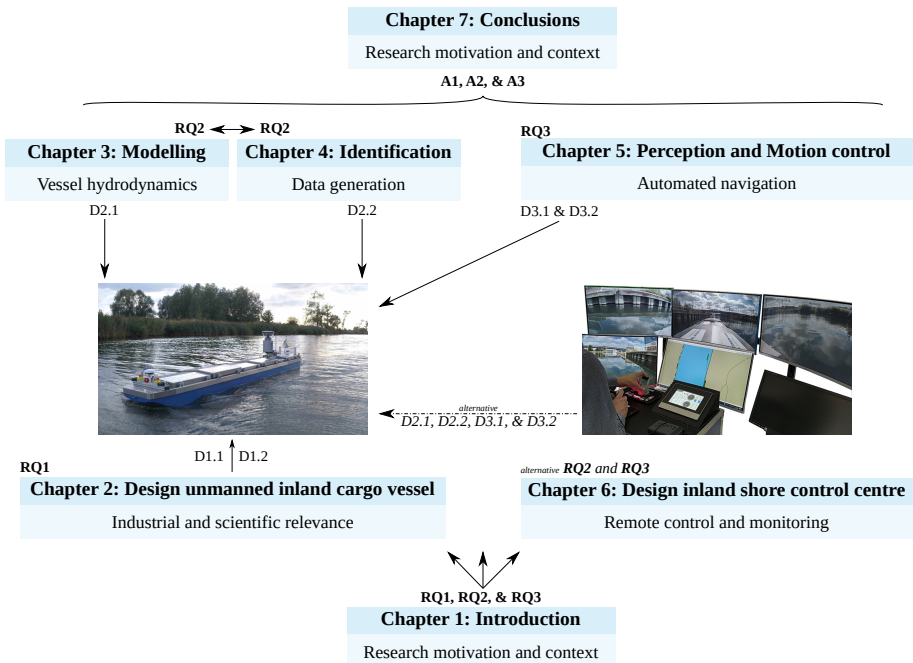 Chapter 7: Conclusions
Research motivation and context
A1, A2, & A3
RQ2 RQ2
RQ3
Chapter 3: Modelling
Vessel hydrodynamics
D2.1
Chapter 4: Identification
Data generation
D2.2
Chapter 5: Perception and Motion control
Automated navigation
D3.1 & D3.2
alternative
D2.1, D2.2, D3.1, & D3.2
D1.1 D1.2
RQ1
Chapter 2: Design unmanned inland cargo vessel
Industrial and scientific relevance
alternative RQ2 and RQ3
Chapter 6: Design inland shore control centre
Remote control and monitoring
RQ1, RQ2, & RQ3
Chapter 1: Introduction
Research motivation and context